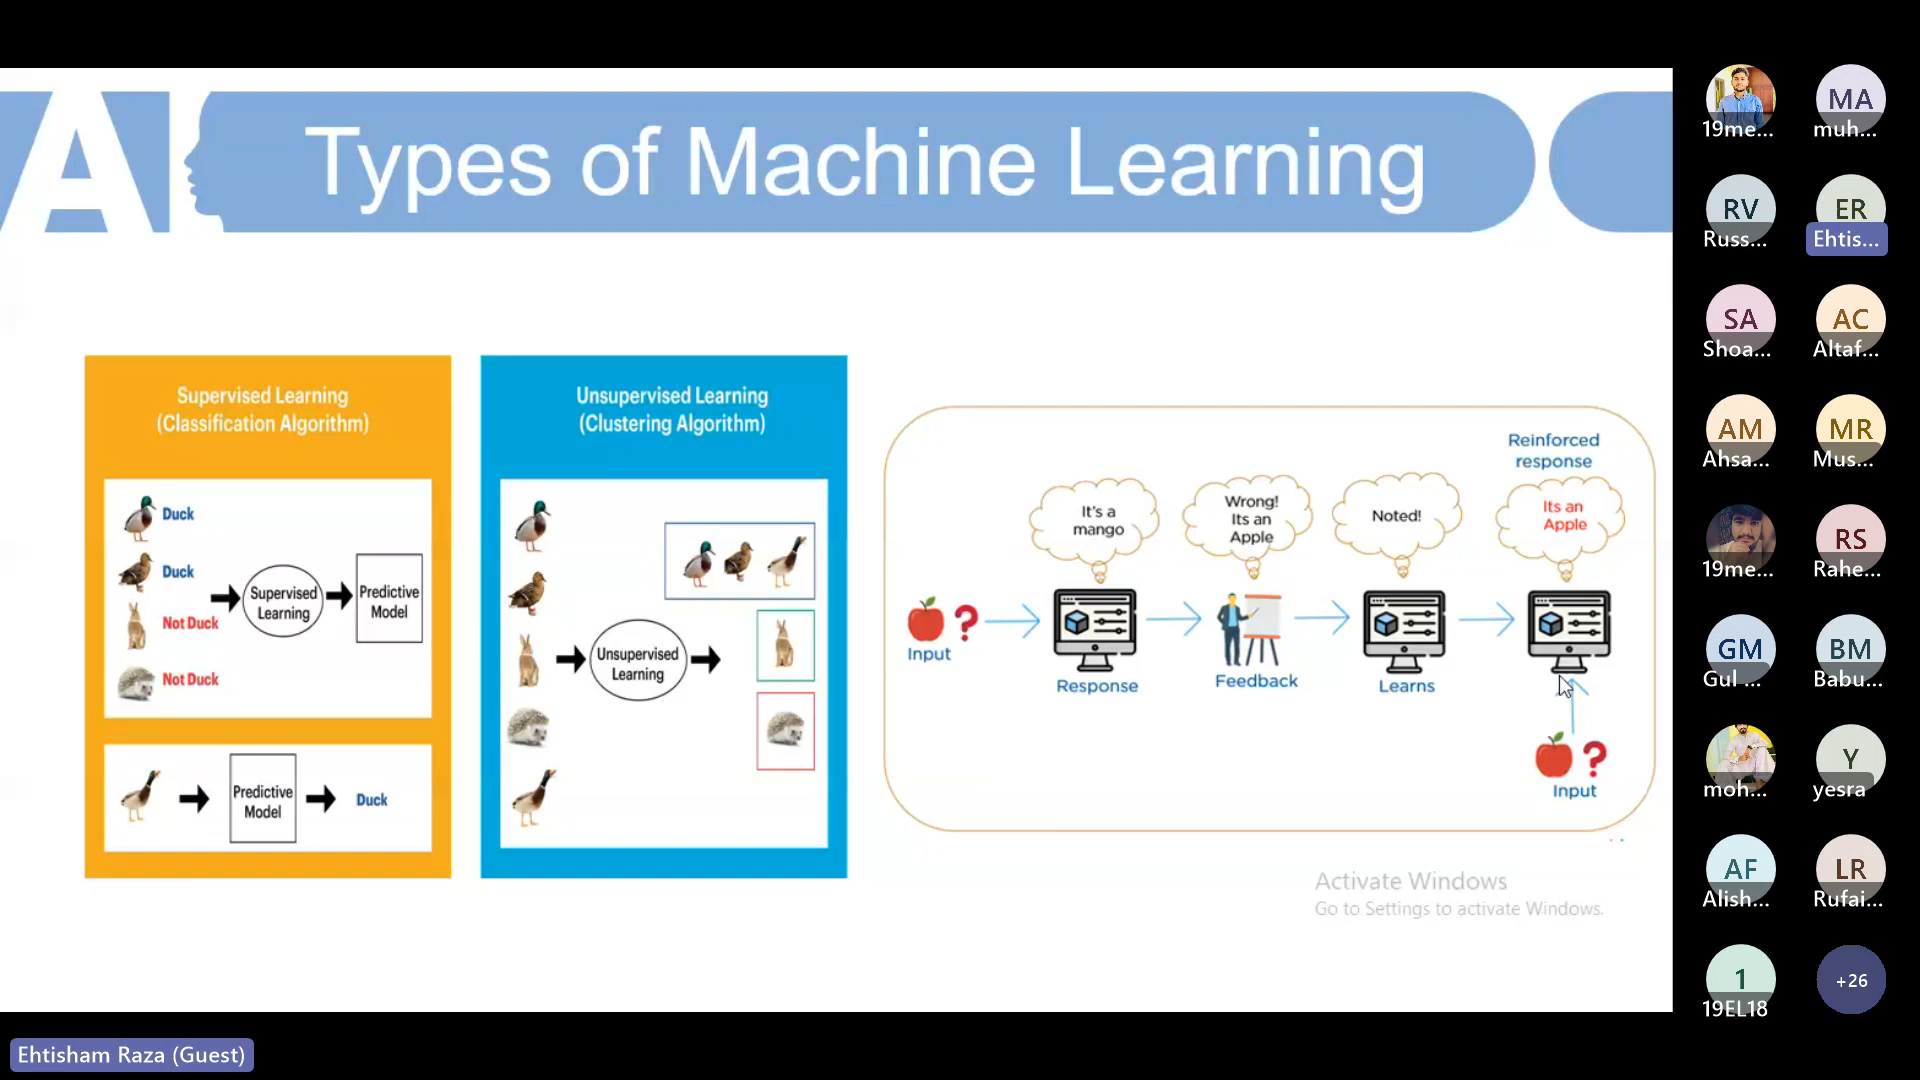 A
Types of Machine Learning
Supervised Learning
(Classification Algorithm)
Duck
Duck
Not Duck
Not Duck
Supervised
Learning
Predictive
Model
Predictive
Model
Duck
Unsupervised Learning
(Clustering Algorithm)
Unsupervised
Learning
Reinforced
response
It's a
mango
Wrong!
Its an
Apple
Noted!
Its an
Apple
?
Input
Response
Feedback
Learns
?
Input
Activate Windows
Go to Settings to activate Windows.
19me...
MA
muh...
RV
Russ...
ER
Ehtis...
SA
Shoa...
AC
Altaf...
AM
Ahsa...
MR
Mus...
19me...
RS
Rahe...
GM
Gul ...
BM
Babu...
moh...
Y
yesra
AF
Alish...
LR
Rufai...
1
19EL18
+26
Ehtisham Raza (Guest)